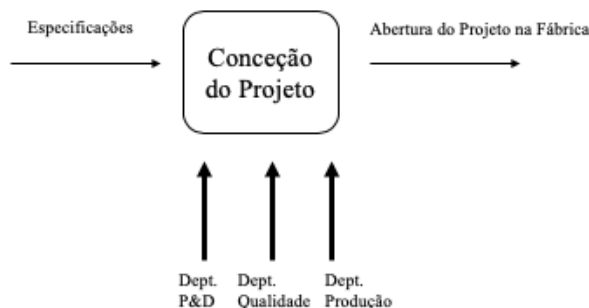 Especificações
Abertura do Projeto na Fábrica
Conceção
do Projeto
Dept.
P&D
Dept.
Qualidade
Dept.
Produção